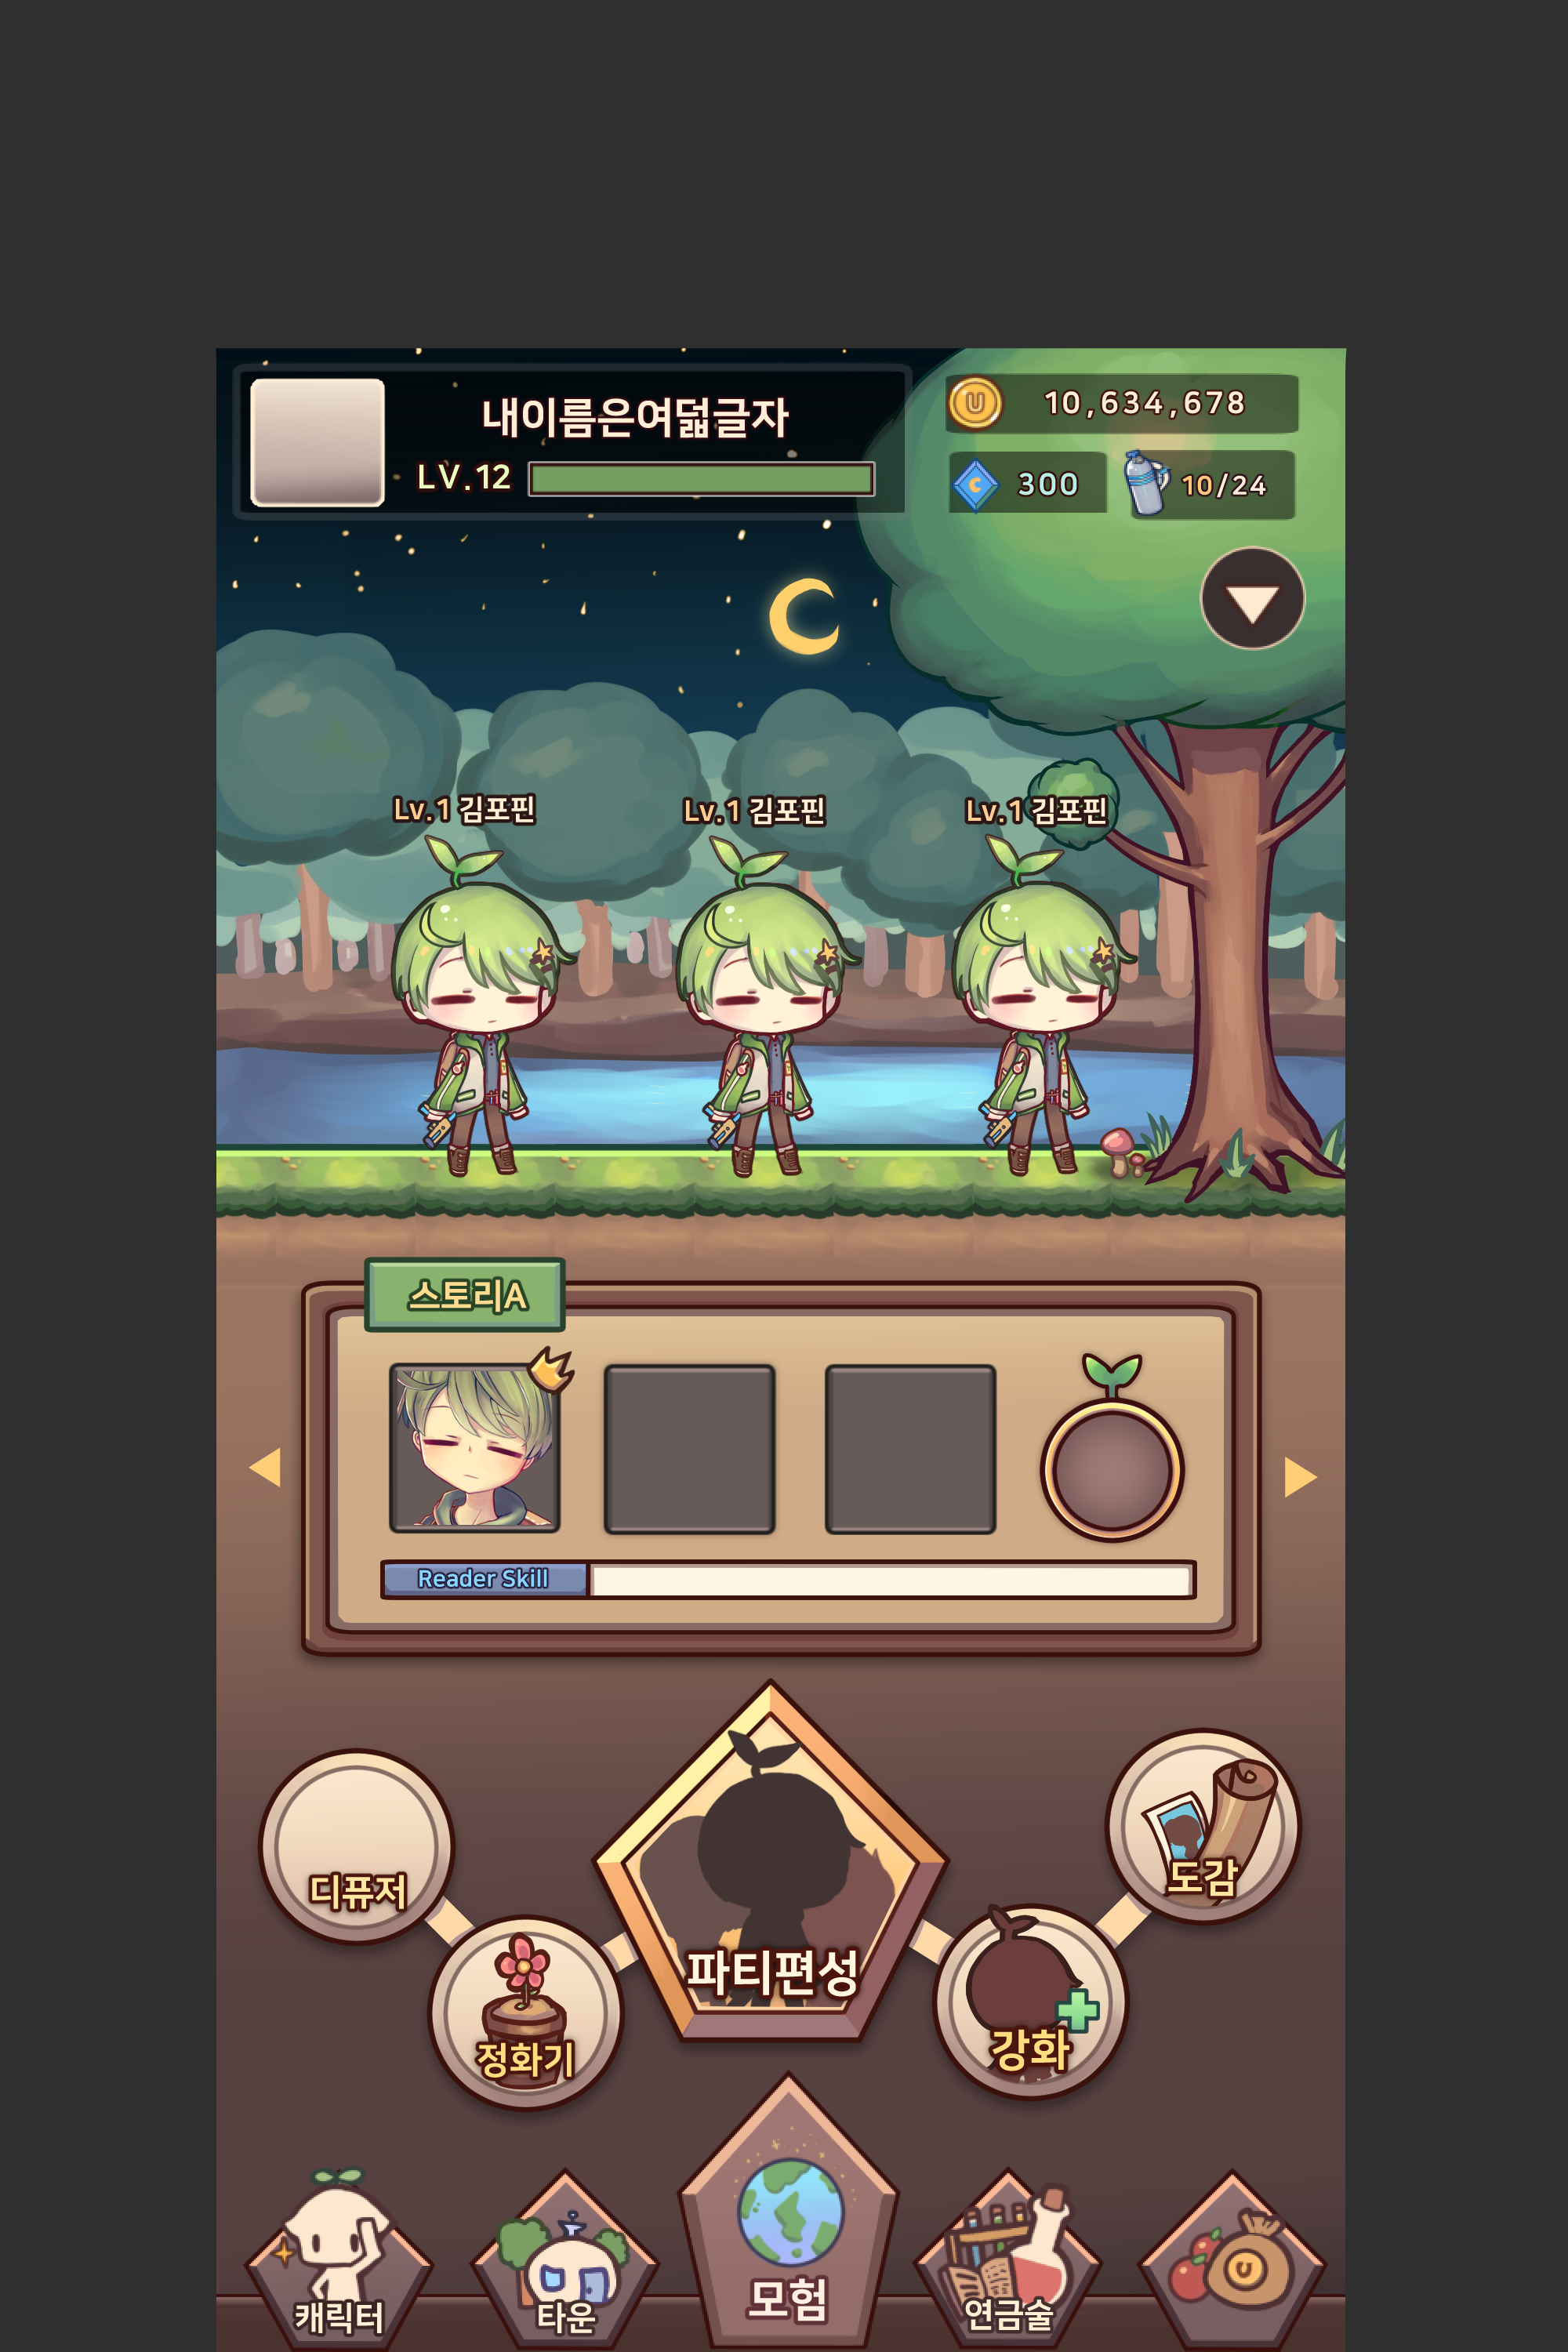 내이름은여덟글자
LV.12
10,634,678
300
10/24
Lv.1 김포핀
Lv.1 김포핀
Lv.1 김포핀
스토리A
Reader Skill
디퓨저
정화기
파티편성
강화
도감
캐릭터
타운
모험
연금술